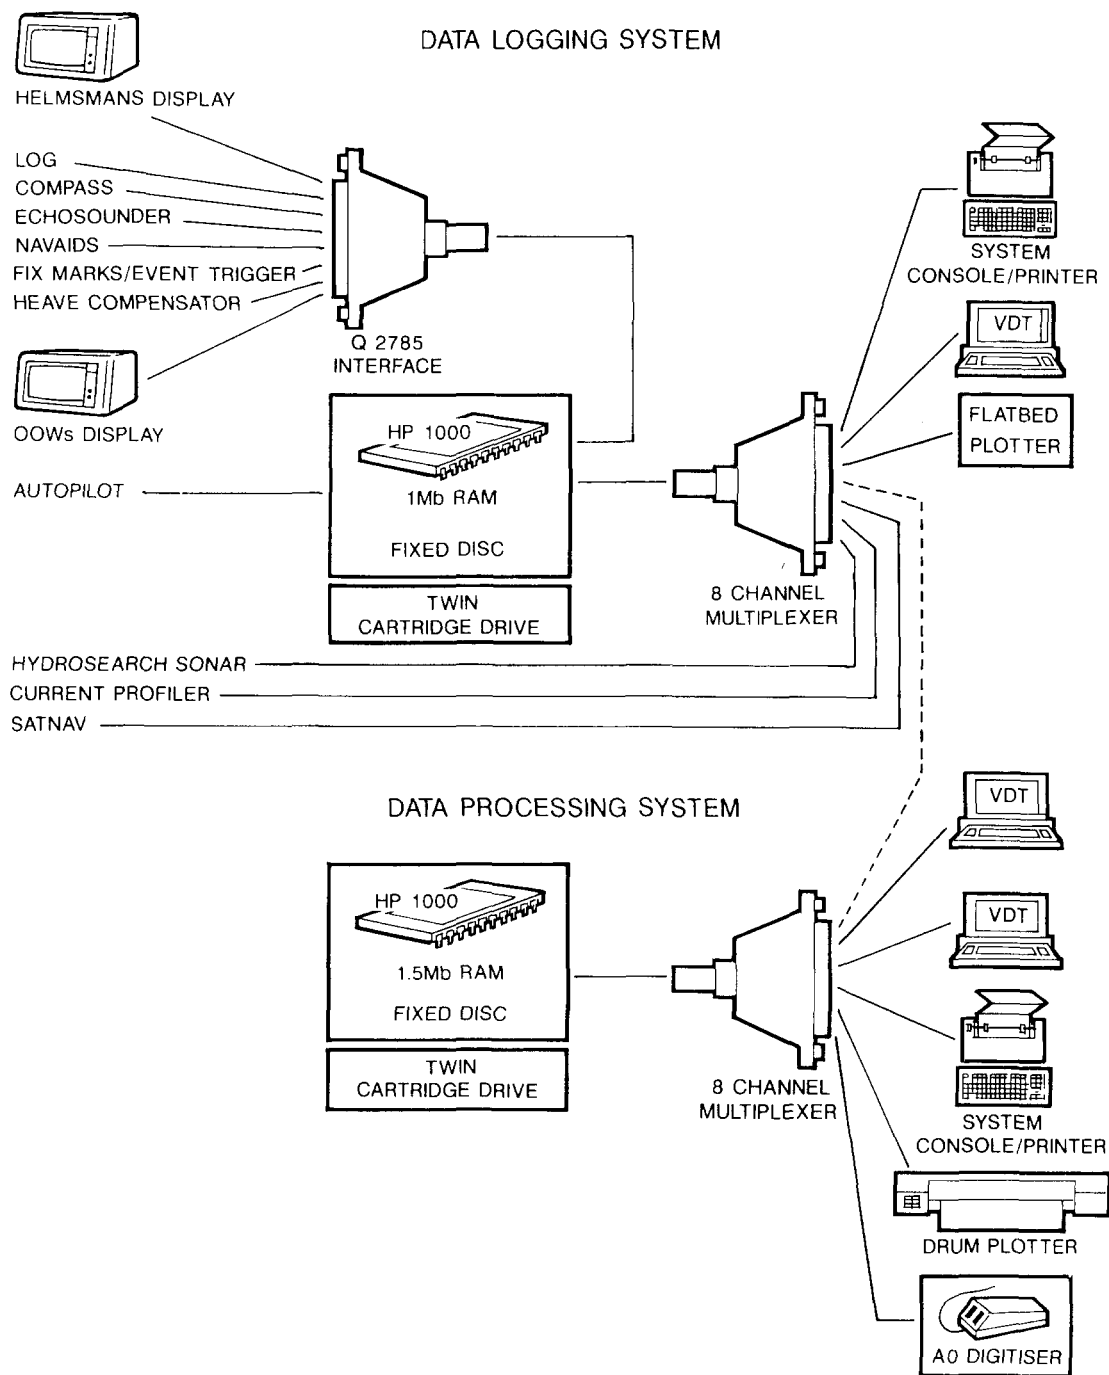 DATA LOGGING SYSTEM
HELMSMANS DISPLAY
LOG
COMPASS
ECHOSOUNDER
NAVAIDS
FIX MARKS/EVENT TRIGGER
HEAVE COMPENSATOR
Q 2785
INTERFACE
OOWs DISPLAY
AUTOPILOT
HP 1000
1Mb RAM
FIXED DISC
TWIN
CARTRIDGE DRIVE
8 CHANNEL
MULTIPLEXER
SYSTEM
CONSOLE/PRINTER
VDT
FLATBED
PLOTTER
HYDROSEARCH SONAR
CURRENT PROFILER
SATNAV
DATA PROCESSING SYSTEM
HP 1000
1.5Mb RAM
FIXED DISC
TWIN
CARTRIDGE DRIVE
8 CHANNEL
MULTIPLEXER
VDT
VDT
SYSTEM
CONSOLE/PRINTER
DRUM PLOTTER
A0 DIGITISER